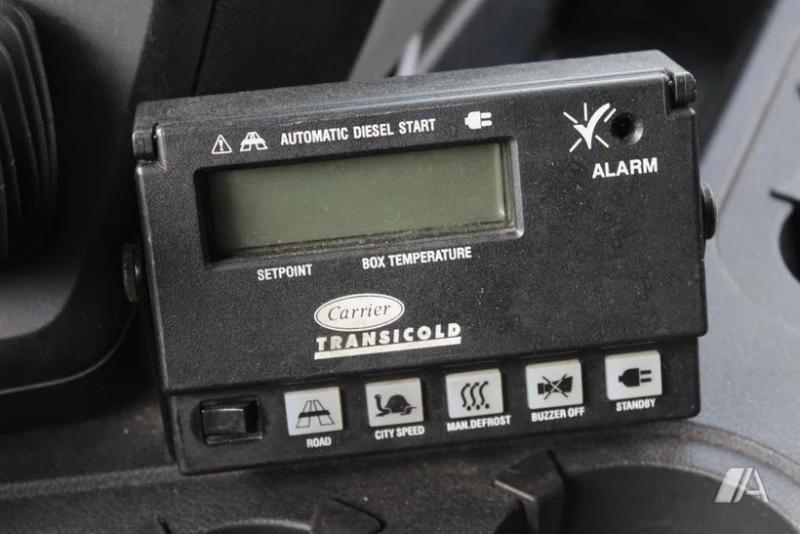 AUTOMATIC DIESEL START
ALARM
SETPOINT
BOX TEMPERATURE
Carrier
TRANSICOLD
ROAD
CITY SPEED
MAN.DEFROST
BUZZER OFF
STANDBY